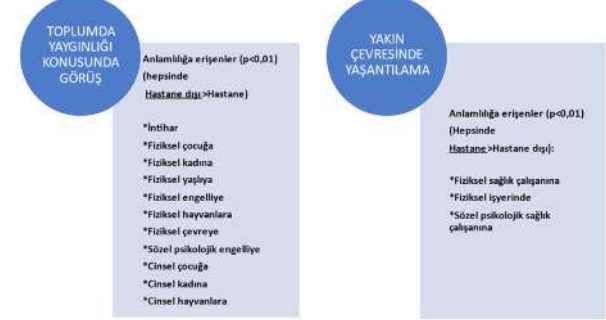 TOPLUMDA
YAYGINLIĞI
KONUSUNDA
GÖRÜŞ
Anlamlılığa erişenler (p<0,01)
(hepsinde
Hastane dışı>Hastane)
*İntihar
*Fiziksel çocuğa
*Fiziksel kadına
*Fiziksel yaşlıya
*Fiziksel engelliye
*Fiziksel hayvanlara
*Fiziksel çevreye
*Sözel psikolojik engelliye
*Cinsel çocuğa
*Cinsel kadına
*Cinsel hayvanlara
YAKIN
ÇEVRESİNDE
YAŞANTILAMA
Anlamlılığa erişenler (p<0,01)
(Hepsinde
Hastane >Hastane dışı):
*Fiziksel sağlık çalışanına
*Fiziksel işyerinde
*Sözel psikolojik sağlık
çalışanına